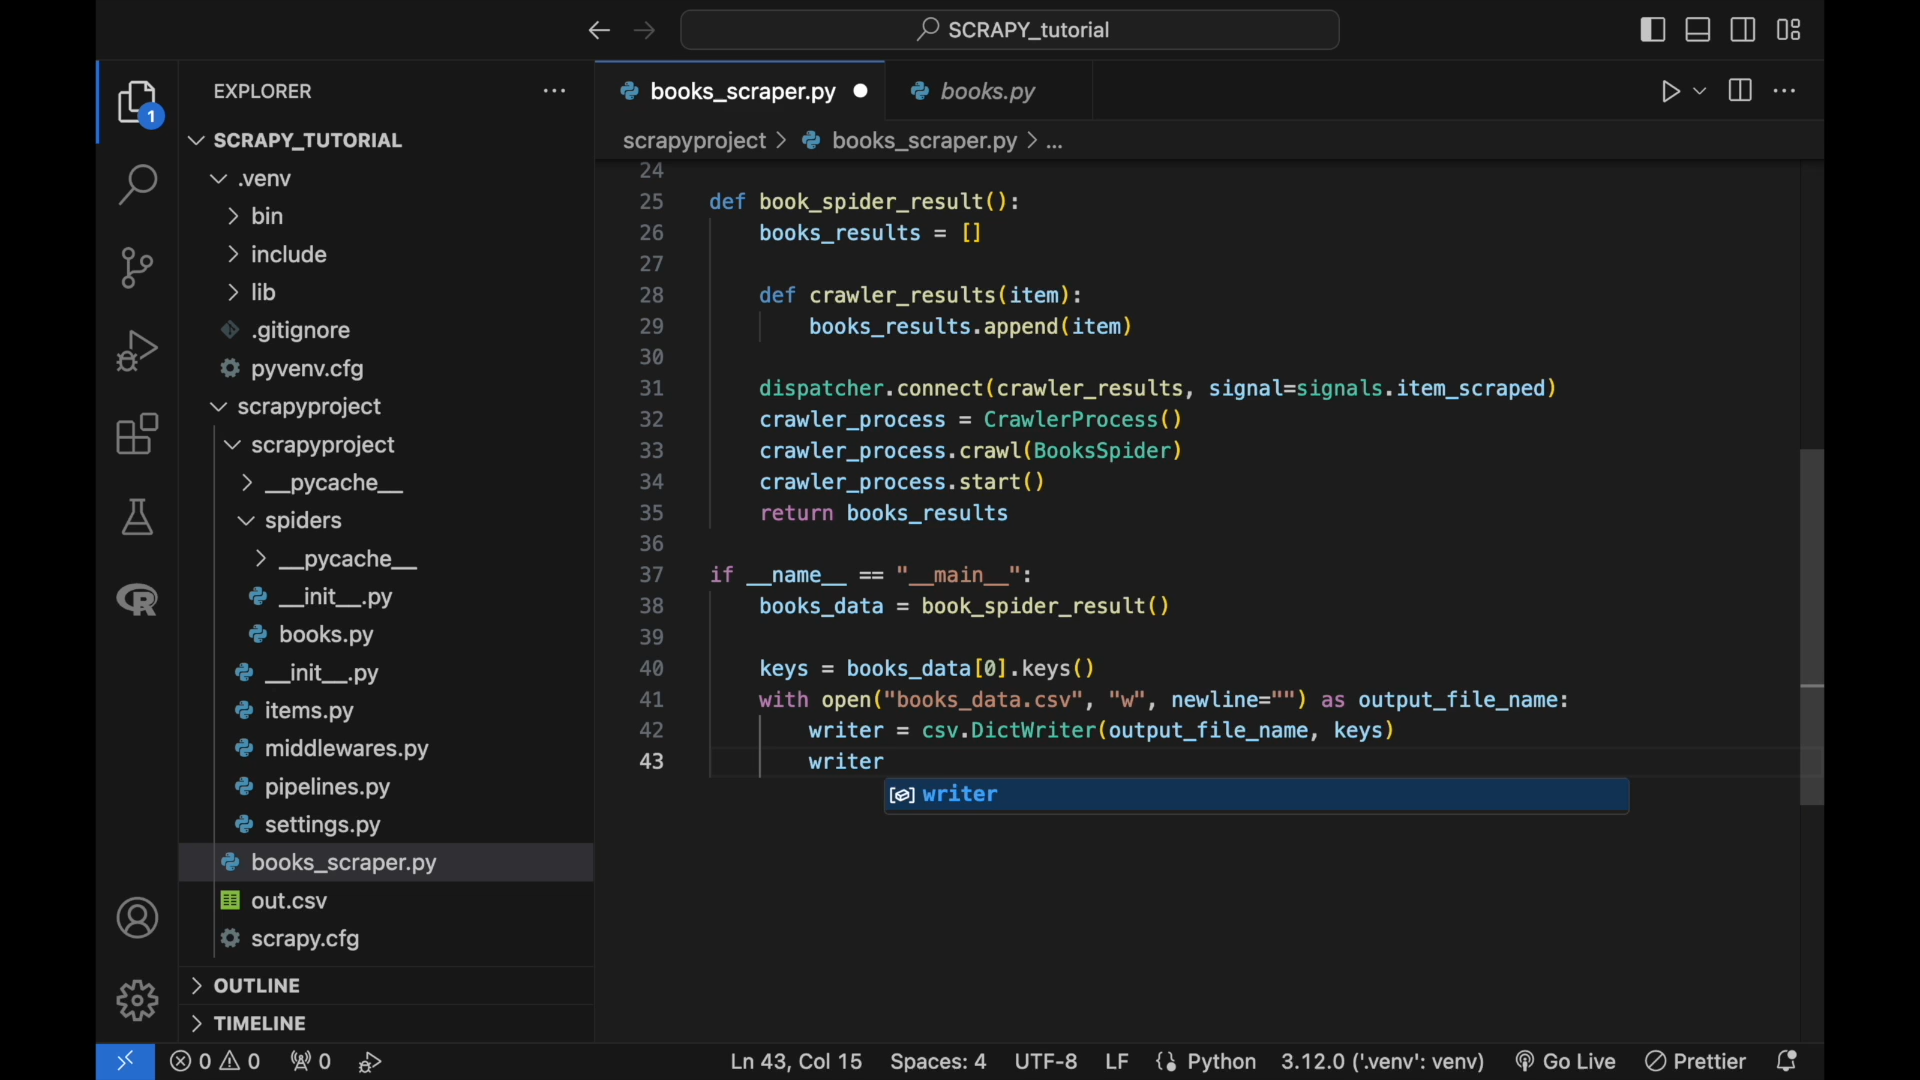 SCRAPY_tutorial
EXPLORER
1
SCRAPY_TUTORIAL
.venv
bin
include
lib
.gitignore
pyvenv.cfg
scrapyproject
scrapyproject
__pycache__
spiders
__pycache__
__init__.py
books.py
__init__.py
items.py
middlewares.py
pipelines.py
settings.py
books_scraper.py
out.csv
scrapy.cfg
OUTLINE
TIMELINE
books_scraper.py
books.py
scrapyproject > books_scraper.py > ...
24
25 def book_spider_result():
26 books_results = []
27
28 def crawler_results(item):
29 books_results.append(item)
30
31 dispatcher.connect(crawler_results, signal=signals.item_scraped)
32 crawler_process = CrawlerProcess()
33 crawler_process.crawl(BooksSpider)
34 crawler_process.start()
35 return books_results
36
37 if __name__ == "__main__":
38 books_data = book_spider_result()
39
40 keys = books_data[0].keys()
41 with open("books_data.csv", "w", newline="") as output_file_name:
42 writer = csv.DictWriter(output_file_name, keys)
43 writer
writer
0 0 0 Ln 43, Col 15 Spaces: 4 UTF-8 LF Python 3.12.0 ('.venv': venv) Go Live Prettier